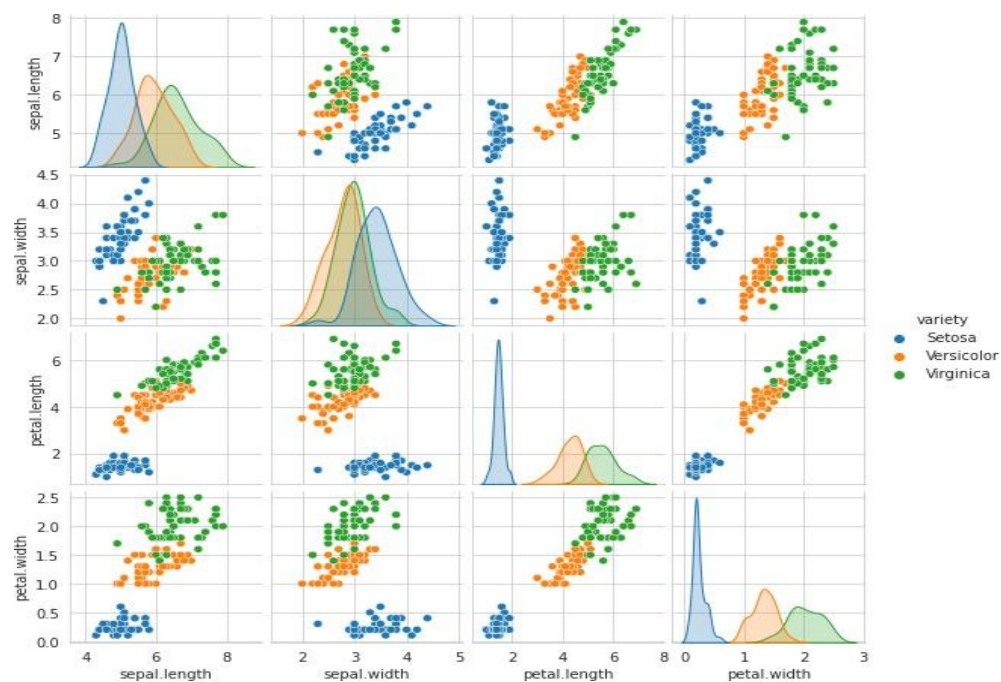 8
7
6
5
4
sepal.length
4.5
4.0
3.5
3.0
2.5
2.0
sepal.width
6
4
2
petal.length
2.5
2.0
1.5
1.0
0.5
0.0
petal.width
4 6 8
sepal.length
2 3 4 5
sepal.width
2 4 6 8
petal.length
0 1 2 3
petal.width
variety
Setosa
Versicolor
Virginica